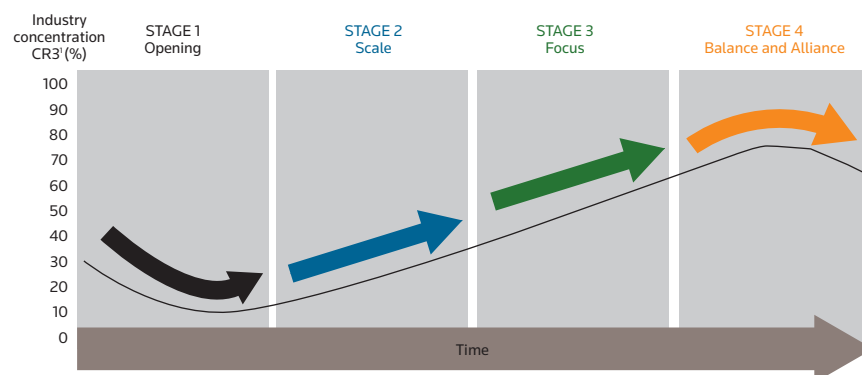 Industry
concentration
CR3¹ (%)
STAGE 1
Opening
STAGE 2
Scale
STAGE 3
Focus
STAGE 4
Balance and Alliance
100
90
80
70
60
50
40
30
20
10
0
Time